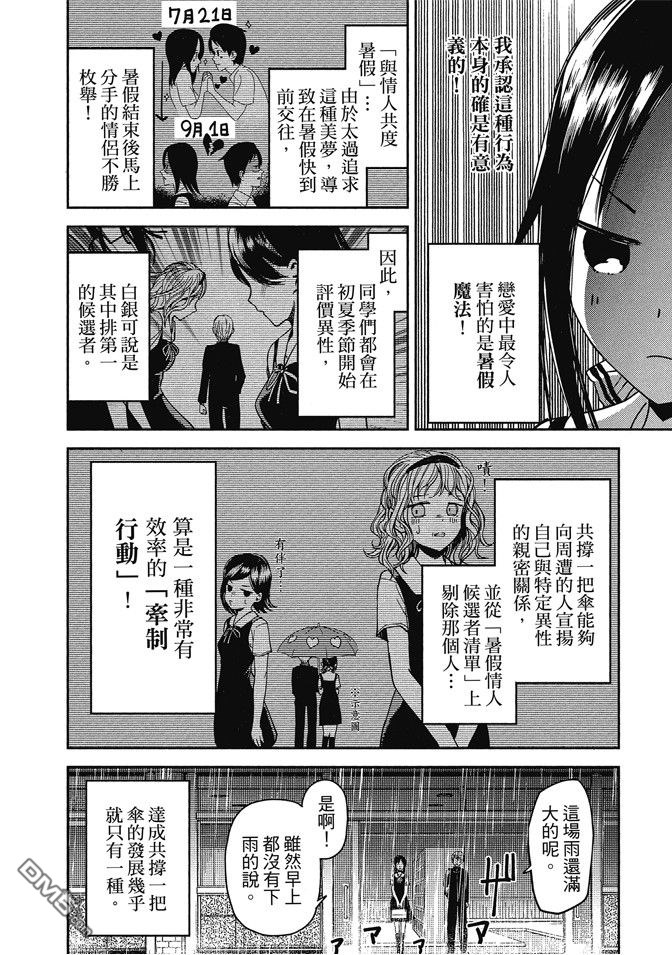 我承認這種行為
本身的確是有意
義的！
戀愛中最令人
害怕的是暑假
魔法！
7月21日
9月1日
「與情人共度
暑假」…
由於太過追求
這種美夢，導
致在暑假快到
前交往，
暑假結束後馬上
分手的情侶不勝
枚舉！
因此，
同學們都會在
初夏季節開始
評價異性，
白銀可說是
其中排第一
的候選者。
共撐一把傘能夠
向周遭的人宣揚
自己與特定異性
的親密關係，
嘖！
並從「暑假情人
候選者清單」上
剔除那個人…
※示意圖
有伴了…
算是一種非常有
效率的「牽制
行動」！
這場雨還滿
大的呢。
是啊！
雖然早上
都沒有下
雨的說。
達成共撐一把
傘的發展幾乎
就只有一種。
ア
ア
ア